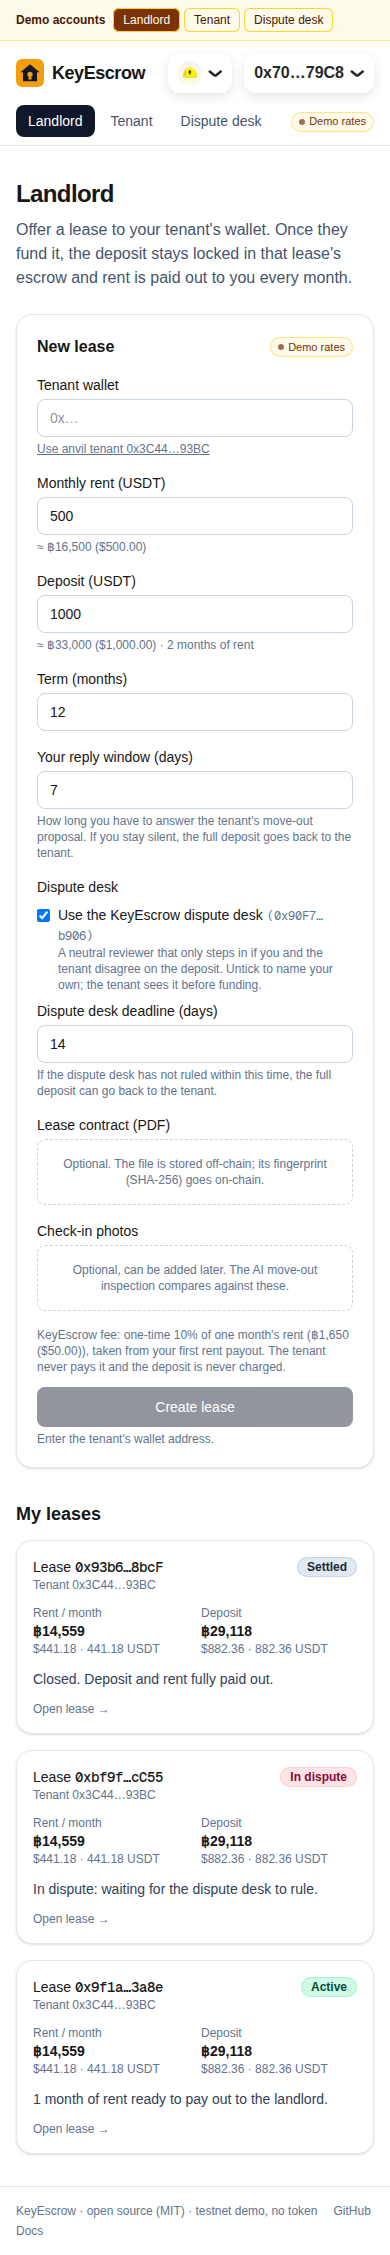 Demo accounts Landlord Tenant Dispute desk
KeyEscrow 0x70…79C8
Landlord Tenant Dispute desk Demo rates
Landlord
Offer a lease to your tenant's wallet. Once they
fund it, the deposit stays locked in that lease's
escrow and rent is paid out to you every month.
New lease Demo rates
Tenant wallet
0x…
Use anvil tenant 0x3C44…93BC
Monthly rent (USDT)
500
≈ ฿16,500 ($500.00)
Deposit (USDT)
1000
≈ ฿33,000 ($1,000.00) · 2 months of rent
Term (months)
12
Your reply window (days)
7
How long you have to answer the tenant's move-out
proposal. If you stay silent, the full deposit goes back to the
tenant.
Dispute desk
Use the KeyEscrow dispute desk (0x90F7…
b906)
A neutral reviewer that only steps in if you and the
tenant disagree on the deposit. Untick to name your
own; the tenant sees it before funding.
Dispute desk deadline (days)
14
If the dispute desk has not ruled within this time, the full
deposit can go back to the tenant.
Lease contract (PDF)
Optional. The file is stored off-chain; its fingerprint
(SHA-256) goes on-chain.
Check-in photos
Optional, can be added later. The AI move-out
inspection compares against these.
KeyEscrow fee: one-time 10% of one month's rent (฿1,650
($50.00)), taken from your first rent payout. The tenant
never pays it and the deposit is never charged.
Create lease
Enter the tenant's wallet address.
My leases
Lease 0x93b6…8bcF Settled
Tenant 0x3C44…93BC
Rent / month Deposit
฿14,559 ฿29,118
$441.18 · 441.18 USDT $882.36 · 882.36 USDT
Closed. Deposit and rent fully paid out.
Open lease →
Lease 0xbf9f…cC55 In dispute
Tenant 0x3C44…93BC
Rent / month Deposit
฿14,559 ฿29,118
$441.18 · 441.18 USDT $882.36 · 882.36 USDT
In dispute: waiting for the dispute desk to rule.
Open lease →
Lease 0x9f1a…3a8e Active
Tenant 0x3C44…93BC
Rent / month Deposit
฿14,559 ฿29,118
$441.18 · 441.18 USDT $882.36 · 882.36 USDT
1 month of rent ready to pay out to the landlord.
Open lease →
KeyEscrow · open source (MIT) · testnet demo, no token GitHub
Docs